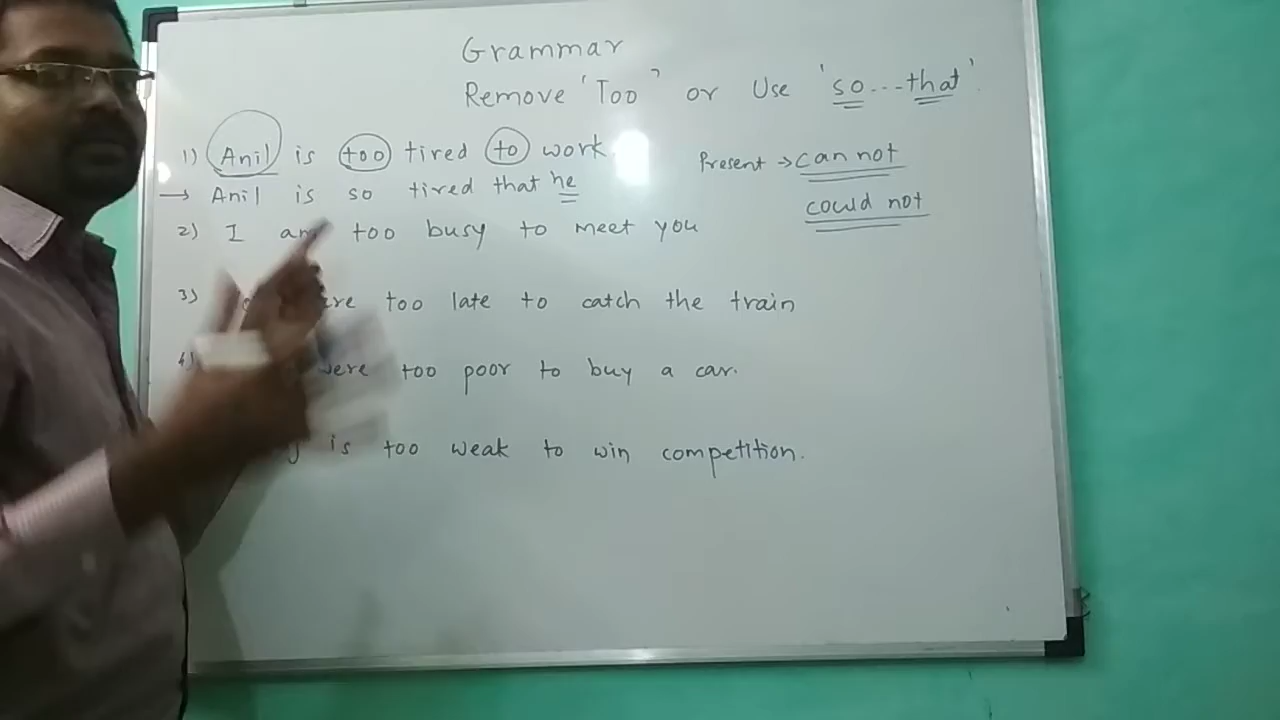 Grammar
Remove 'Too' or Use 'so...that'
1) Anil is too tired to work
→ Anil is so tired that he
Present → can not
could not
2) I am too busy to meet you
3) too late to catch the train
4) were too poor to buy a car.
is too weak to win competition.